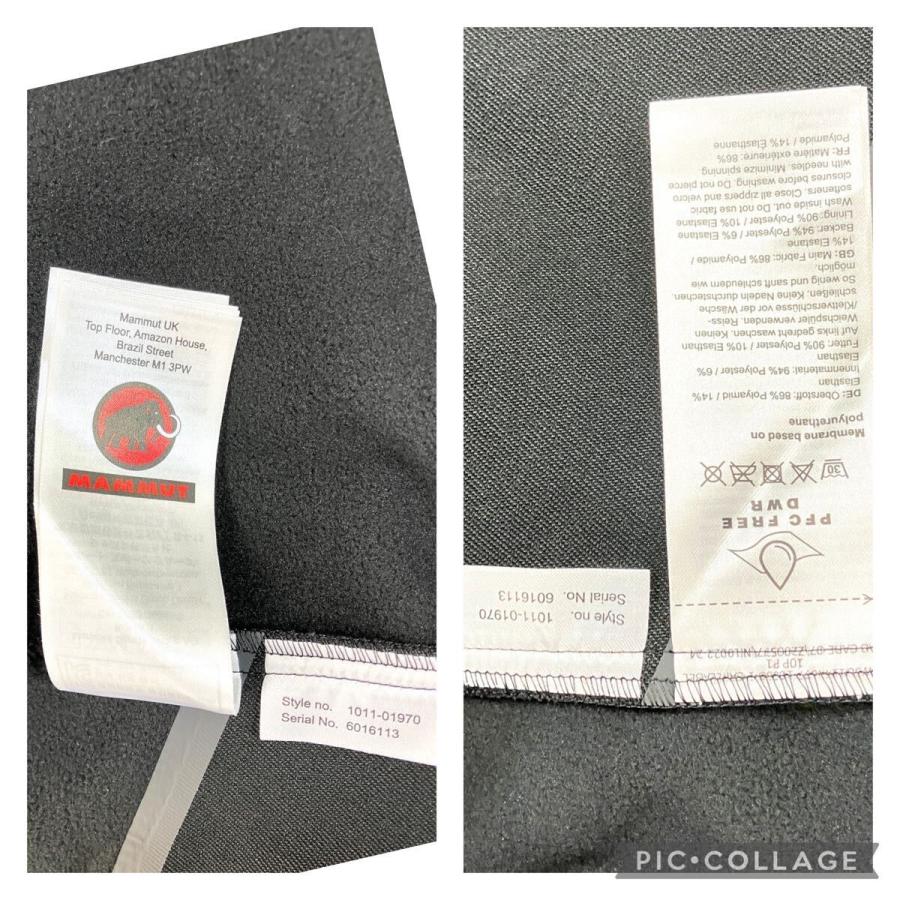 Mammut UK
Top Floor, Amazon House,
Brazil Street
Manchester M1 3PW
MAMMUT
Style no. 1011-01970
Serial No. 6016113
PFC FREE
DWR
30
Membrane based on
polyurethane
DE: Oberstoff: 86% Polyamid / 14%
Elasthan
Innenmaterial: 94% Polyester / 6%
Elasthan
Futter: 90% Polyester / 10% Elasthan
Auf links gedreht waschen. Keinen
Weichspüler verwenden. Reiss-
/Klettverschlüsse vor der Wäsche
schließen. Keine Nadeln durchstechen.
So wenig und sanft schleudern wie
möglich.
GB: Main Fabric: 86% Polyamide /
14% Elastane
Backer: 94% Polyester / 6% Elastane
Lining: 90% Polyester / 10% Elastane
Wash inside out. Do not use fabric
softeners. Close all zippers and velcro
closures before washing. Do not pierce
with needles. Minimize spinning
FR: Matière extérieure: 86%
Polyamide / 14% Elasthanne
Style no. 1011-01970
Serial No. 6016113
10P P1
PIC•COLLAGE